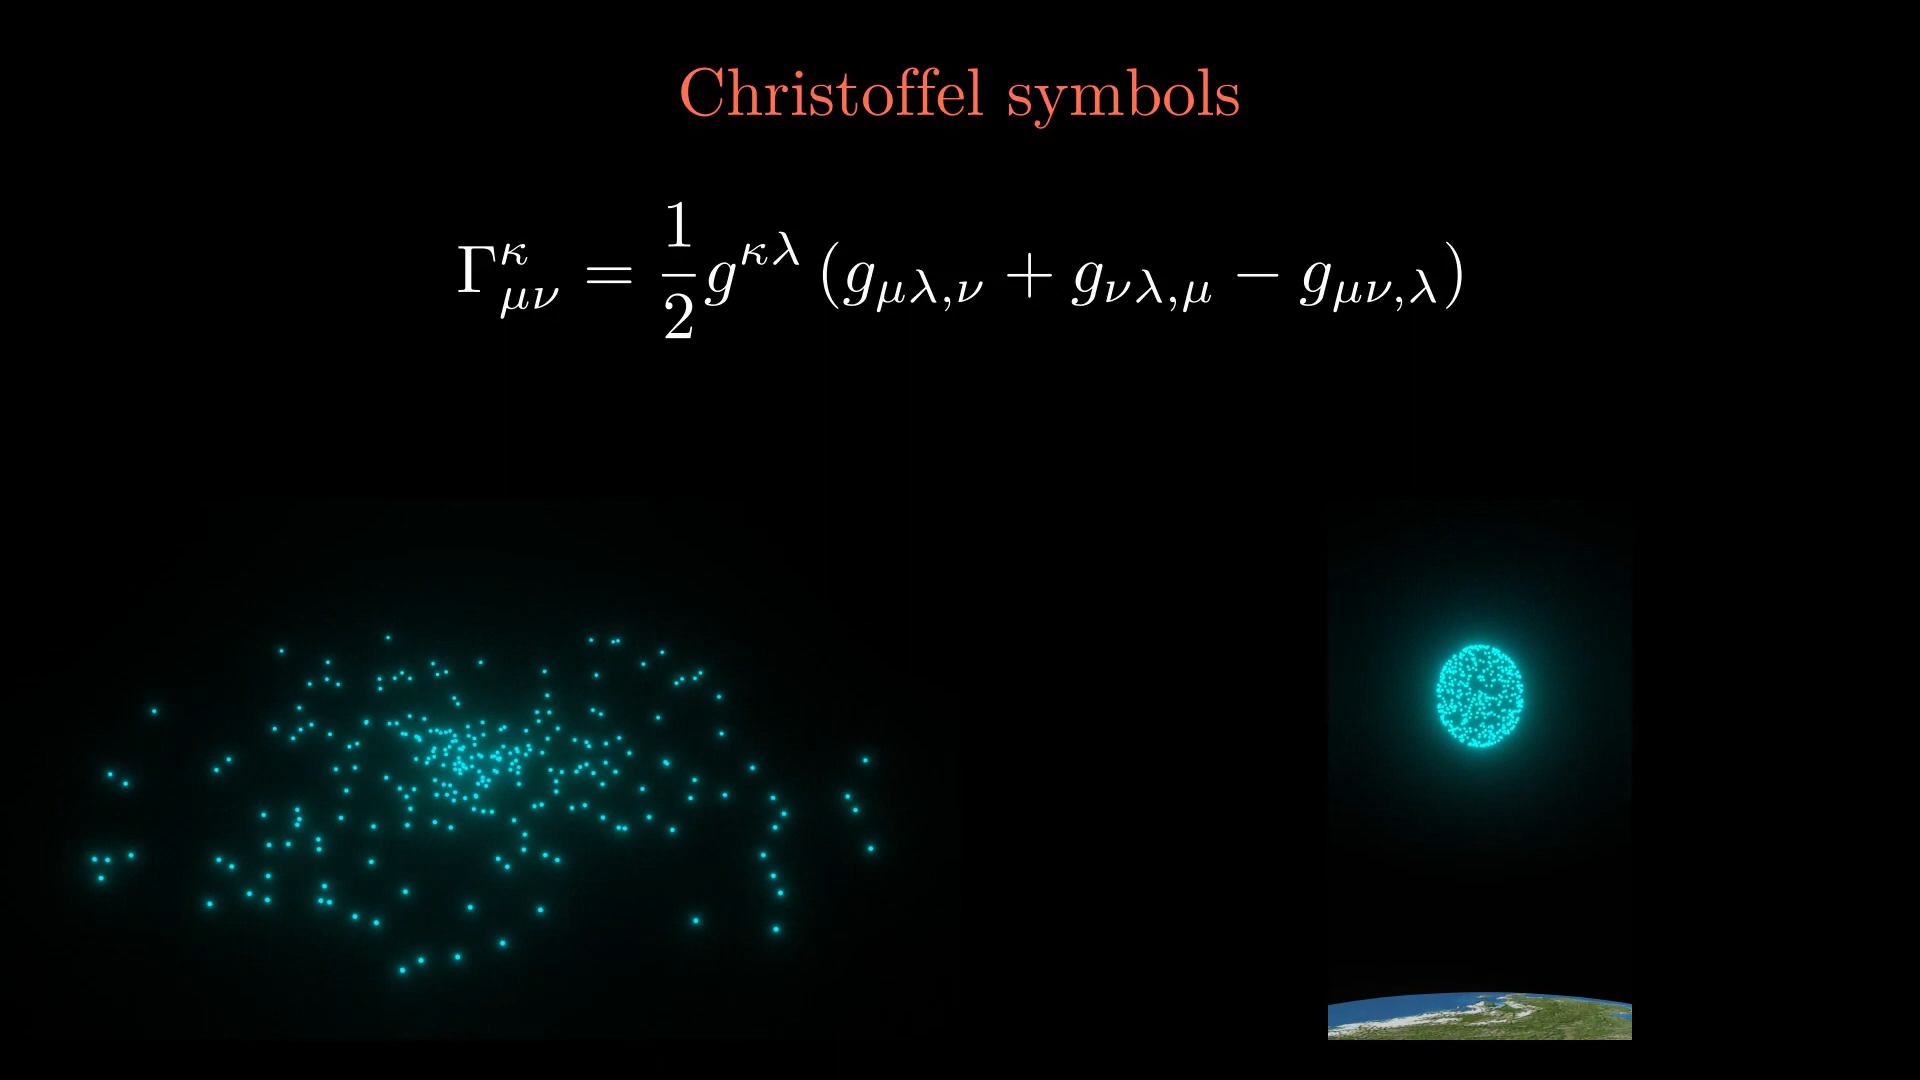 Christoffel symbols
Γ^κ_{μν} = \frac{1}{2} g^{κλ} (g_{μλ,ν} + g_{νλ,μ} − g_{μν,λ})